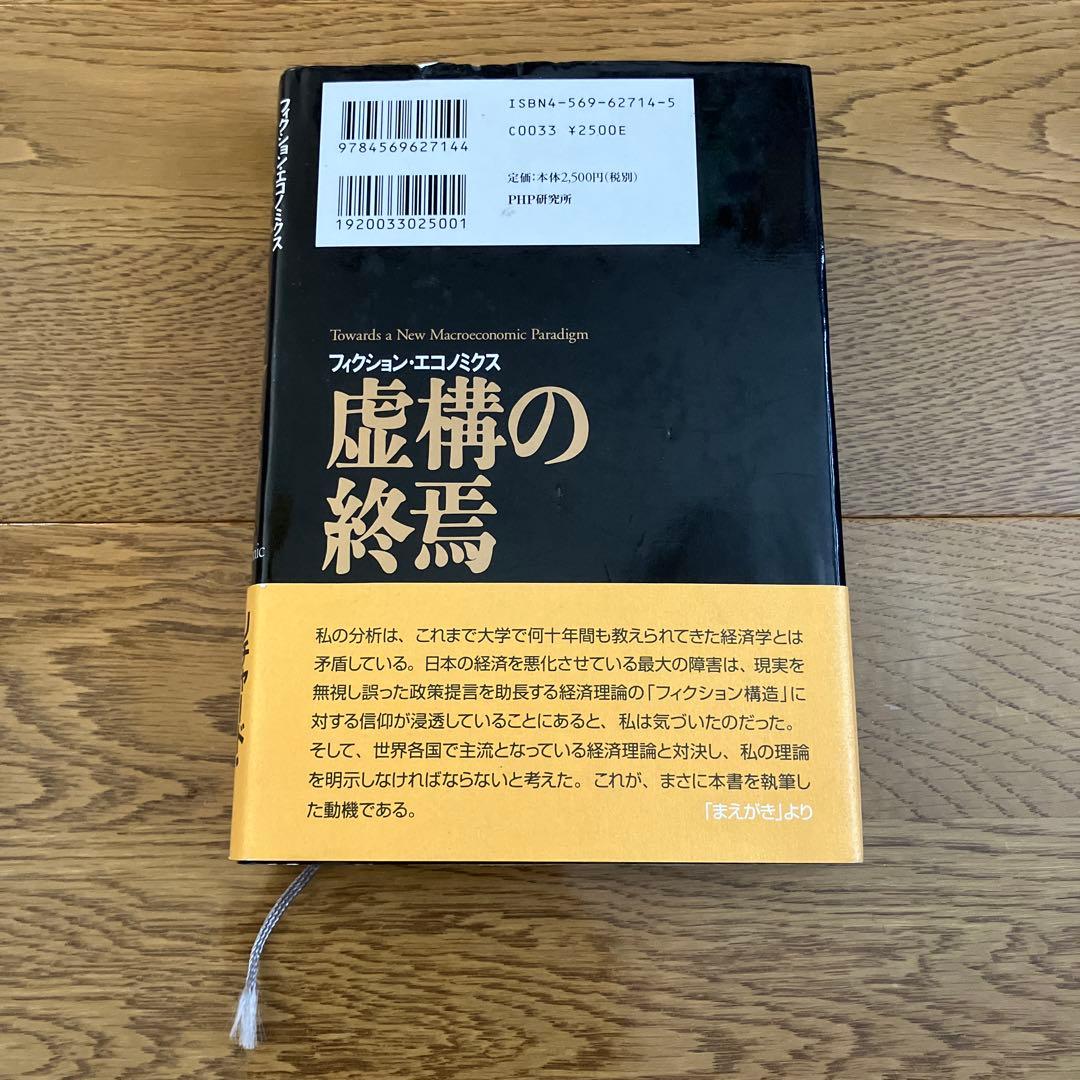 フィクション・エコノミクス
ISBN4-569-62714-5
C0033 ¥2500E
9784569627144
定価:本体2,500円(税別)
PHP研究所
1920033025001
Towards a New Macroeconomic Paradigm
フィクション・エコノミクス
虚構の
終焉
私の分析は、これまで大学で何十年間も教えられてきた経済学とは
矛盾している。日本の経済を悪化させている最大の障害は、現実を
無視し誤った政策提言を助長する経済理論の「フィクション構造」に
対する信仰が浸透していることにあると、私は気づいたのだった。
そして、世界各国で主流となっている経済理論と対決し、私の理論
を明示しなければならないと考えた。これが、まさに本書を執筆し
た動機である。
「まえがき」より